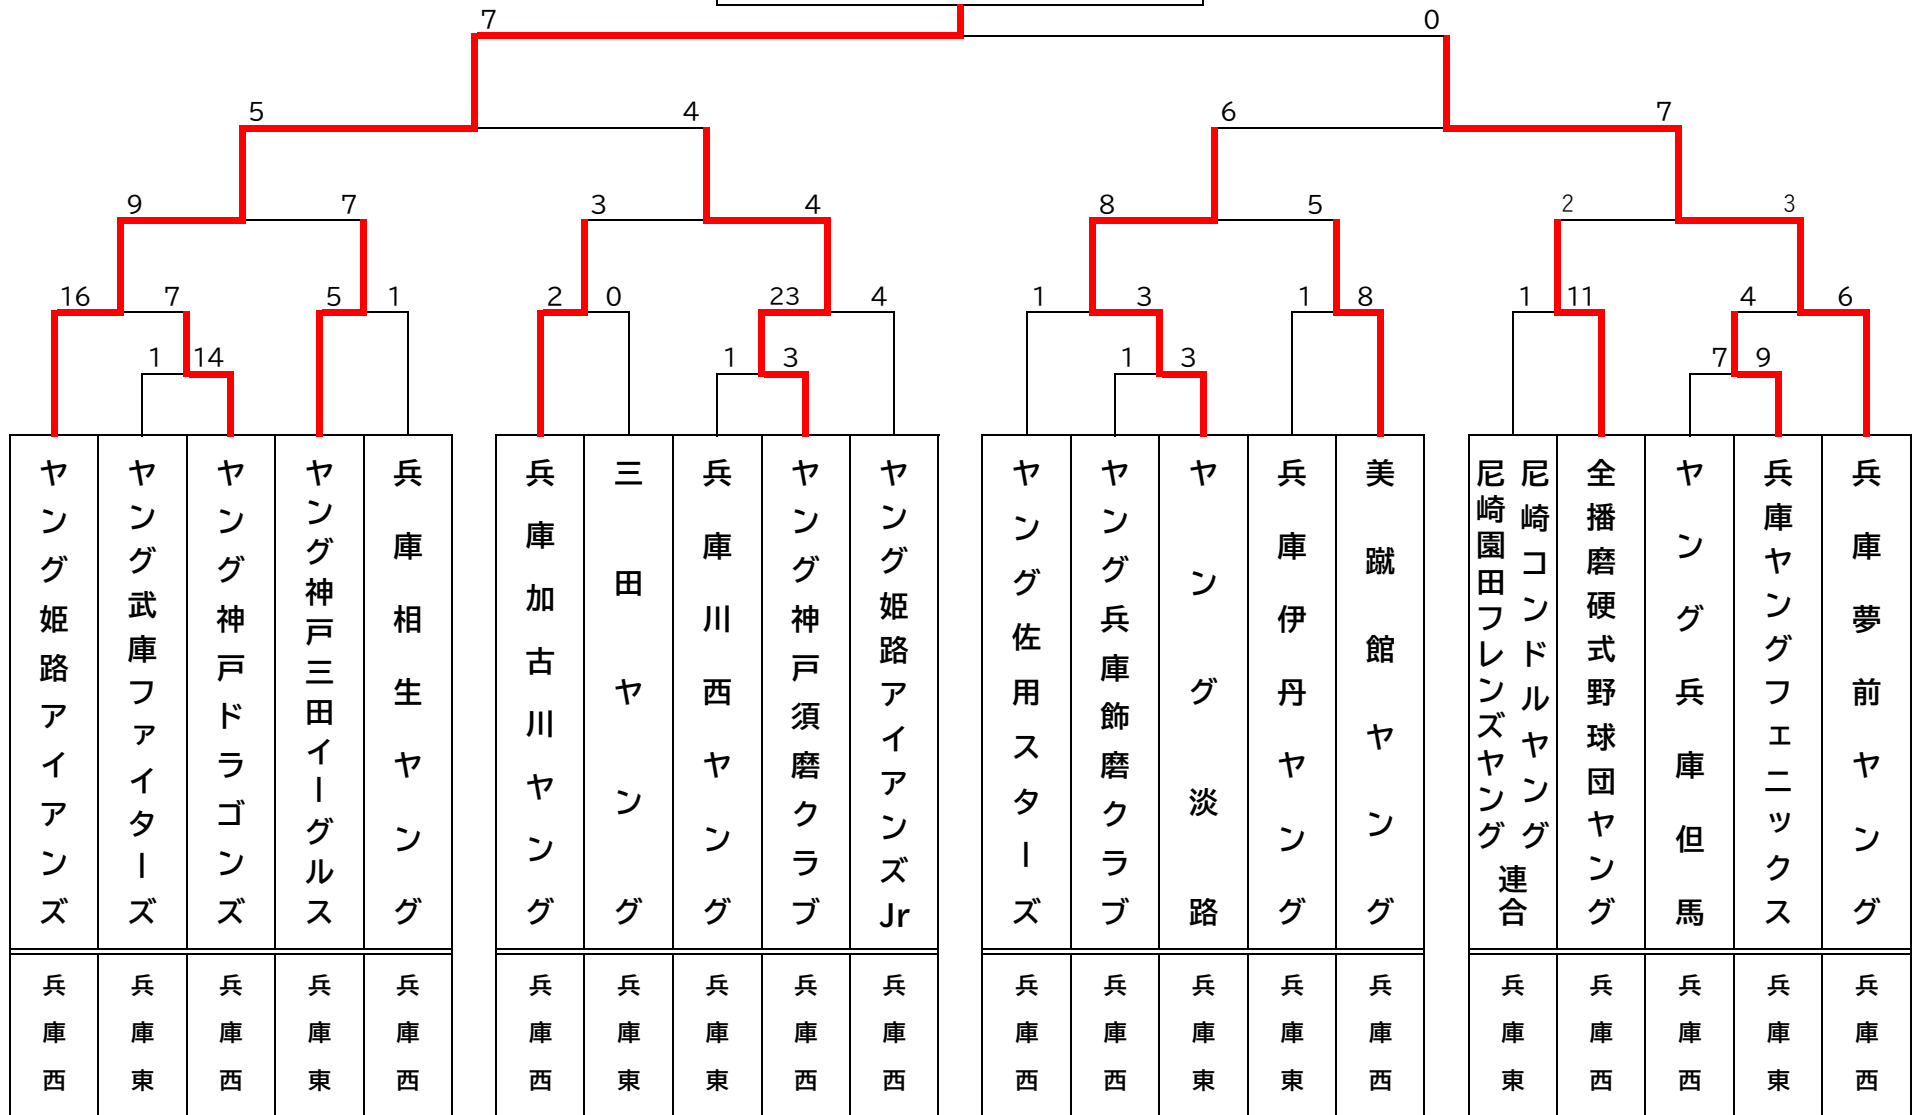 7 0
5 4 6 7
9 7 3 4 8 5 2 3
16 7 5 1 2 0 23 4 1 3 1 8 1 11 4 6
1 14 1 3 1 3 7 9
ヤング姫路アイアンズ
ヤング武庫ファイターズ
ヤング神戸ドラゴンズ
ヤング神戸三田イーグルス
兵庫相生ヤング
兵庫加古川ヤング
三田ヤング
兵庫川西ヤング
ヤング神戸須磨クラブ
ヤング姫路アイアンズJr
ヤング佐用スターズ
ヤング兵庫飾磨クラブ
ヤング淡路
兵庫伊丹ヤング
美蹴館ヤング
尼崎コンドルヤング
尼崎園田フレンズヤング
連合
全播磨硬式野球団ヤング
ヤング兵庫但馬
兵庫ヤングフェニックス
兵庫夢前ヤング
兵庫西
兵庫東
兵庫西
兵庫東
兵庫西
兵庫西
兵庫東
兵庫東
兵庫西
兵庫西
兵庫西
兵庫西
兵庫東
兵庫東
兵庫西
兵庫東
兵庫西
兵庫西
兵庫東
兵庫西